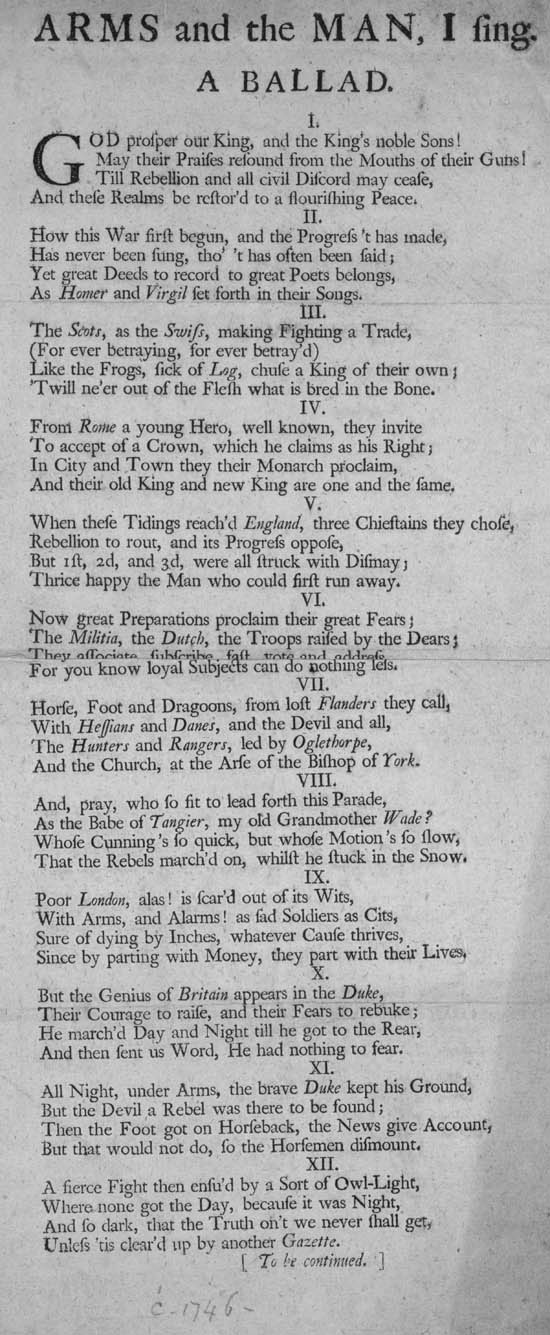 ARMS and the MAN, I ſing.
A BALLAD.
I.
GOD proſper our King, and the King's noble Sons!
May their Praiſes reſound from the Mouths of their Guns!
Till Rebellion and all civil Diſcord may ceaſe,
And theſe Realms be reſtor'd to a flouriſhing Peace.
II.
How this War firſt begun, and the Progreſs 't has made,
Has never been ſung, tho' 't has often been ſaid;
Yet great Deeds to record to great Poets belongs,
As Homer and Virgil ſet forth in their Songs.
III.
The Scots, as the Swiſs, making Fighting a Trade,
(For ever betraying, for ever betray'd)
Like the Frogs, ſick of Log, chuſe a King of their own;
'Twill ne'er out of the Fleſh what is bred in the Bone.
IV.
From Rome a young Hero, well known, they invite
To accept of a Crown, which he claims as his Right;
In City and Town they their Monarch proclaim,
And their old King and new King are one and the ſame.
V.
When theſe Tidings reach'd England, three Chieftains they choſe,
Rebellion to rout, and its Progreſs oppoſe,
But 1ſt, 2d, and 3d, were all ſtruck with Diſmay;
Thrice happy the Man who could firſt run away.
VI.
Now great Preparations proclaim their great Fears;
The Militia, the Dutch, the Troops raiſed by the Dears;
They aſſociate, ſubſcribe, faſt, vote and addreſs,
For you know loyal Subjects can do nothing leſs.
VII.
Horſe, Foot and Dragoons, from loſt Flanders they call,
With Heſſians and Danes, and the Devil and all,
The Hunters and Rangers, led by Oglethorpe,
And the Church, at the Arſe of the Biſhop of York.
VIII.
And, pray, who ſo fit to lead forth this Parade,
As the Babe of Tangier, my old Grandmother Wade?
Whoſe Cunning's ſo quick, but whoſe Motion's ſo ſlow,
That the Rebels march'd on, whilſt he ſtuck in the Snow.
IX.
Poor London, alas! is ſcar'd out of its Wits,
With Arms, and Alarms! as ſad Soldiers as Cits,
Sure of dying by Inches, whatever Cauſe thrives,
Since by parting with Money, they part with their Lives.
X.
But the Genius of Britain appears in the Duke,
Their Courage to raiſe, and their Fears to rebuke;
He march'd Day and Night till he got to the Rear,
And then ſent us Word, He had nothing to fear.
XI.
All Night, under Arms, the brave Duke kept his Ground,
But the Devil a Rebel was there to be found;
Then the Foot got on Horſeback, the News give Account,
But that would not do, ſo the Horſemen diſmount.
XII.
A fierce Fight then enſu'd by a Sort of Owl-Light,
Where none got the Day, becauſe it was Night,
And ſo dark, that the Truth on't we never ſhall get,
Unleſs 'tis clear'd up by another Gazette.
[ To be continued. ]
c-1746-